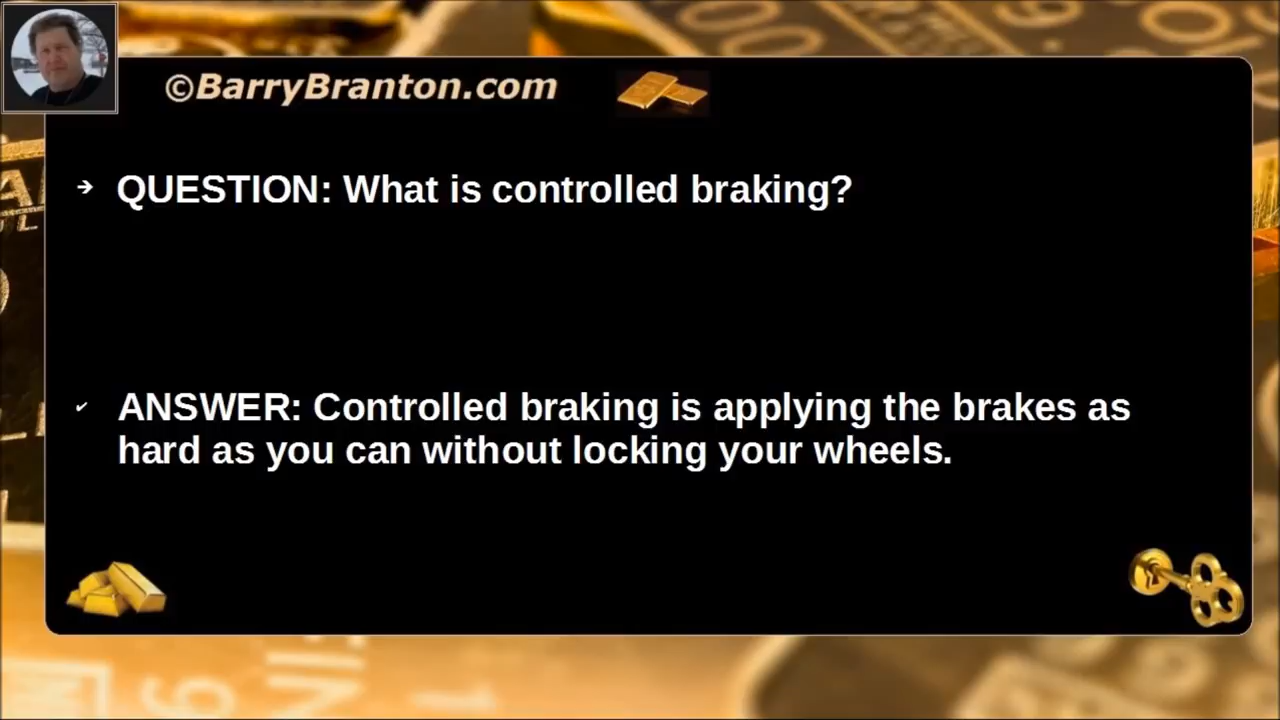 ©BarryBranton.com
QUESTION: What is controlled braking?
ANSWER: Controlled braking is applying the brakes as
hard as you can without locking your wheels.